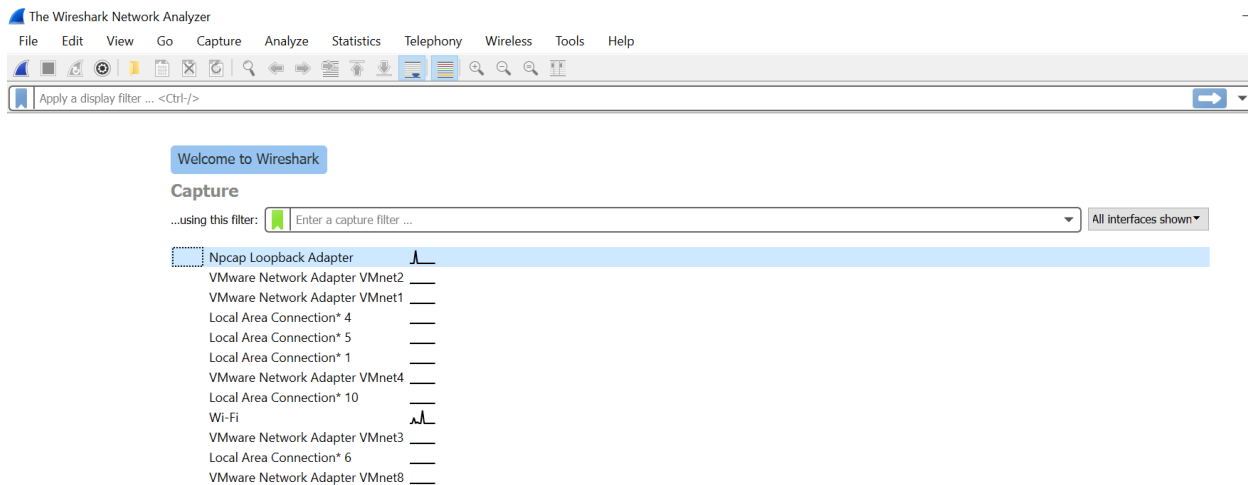 The Wireshark Network Analyzer
File Edit View Go Capture Analyze Statistics Telephony Wireless Tools Help
Apply a display filter ... <Ctrl-/>
Welcome to Wireshark
Capture
...using this filter: Enter a capture filter ... All interfaces shown
Npcap Loopback Adapter
VMware Network Adapter VMnet2
VMware Network Adapter VMnet1
Local Area Connection* 4
Local Area Connection* 5
Local Area Connection* 1
VMware Network Adapter VMnet4
Local Area Connection* 10
Wi-Fi
VMware Network Adapter VMnet3
Local Area Connection* 6
VMware Network Adapter VMnet8